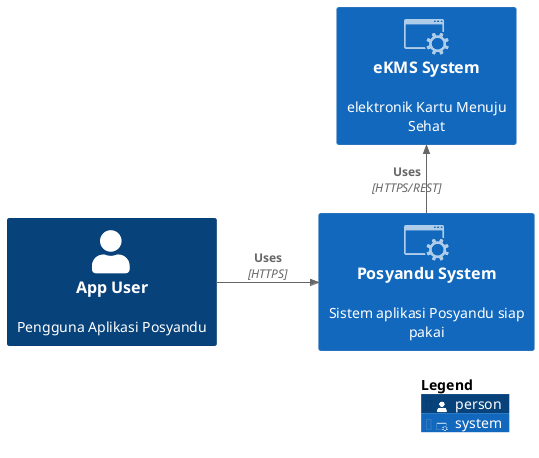 eKMS System
elektronik Kartu Menuju
Sehat
Uses
[HTTPS/REST]
App User
Pengguna Aplikasi Posyandu
Uses
[HTTPS]
Posyandu System
Sistem aplikasi Posyandu siap
pakai
Legend
person
system